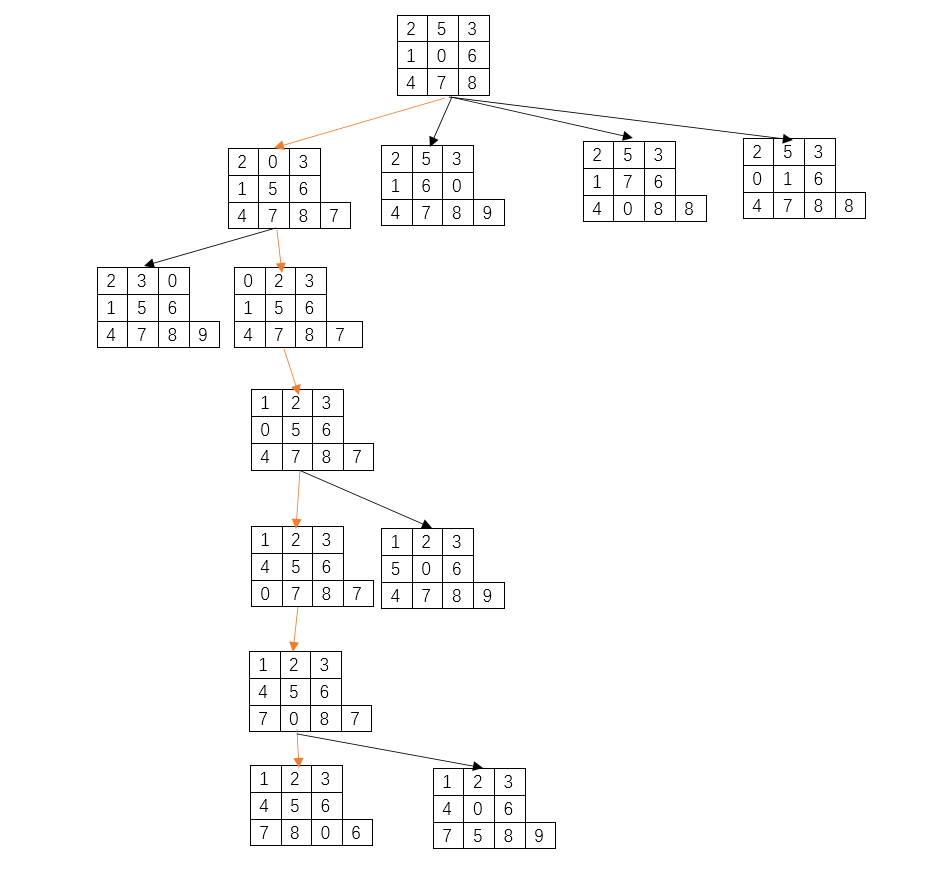 2 5 3
1 0 6
4 7 8
2 0 3
1 5 6
4 7 8 7
2 5 3
1 6 0
4 7 8 9
2 5 3
1 7 6
4 0 8 8
2 5 3
0 1 6
4 7 8 8
2 3 0
1 5 6
4 7 8 9
0 2 3
1 5 6
4 7 8 7
1 2 3
0 5 6
4 7 8 7
1 2 3
4 5 6
0 7 8 7
1 2 3
5 0 6
4 7 8 9
1 2 3
4 5 6
7 0 8 7
1 2 3
4 5 6
7 8 0 6
1 2 3
4 0 6
7 5 8 9